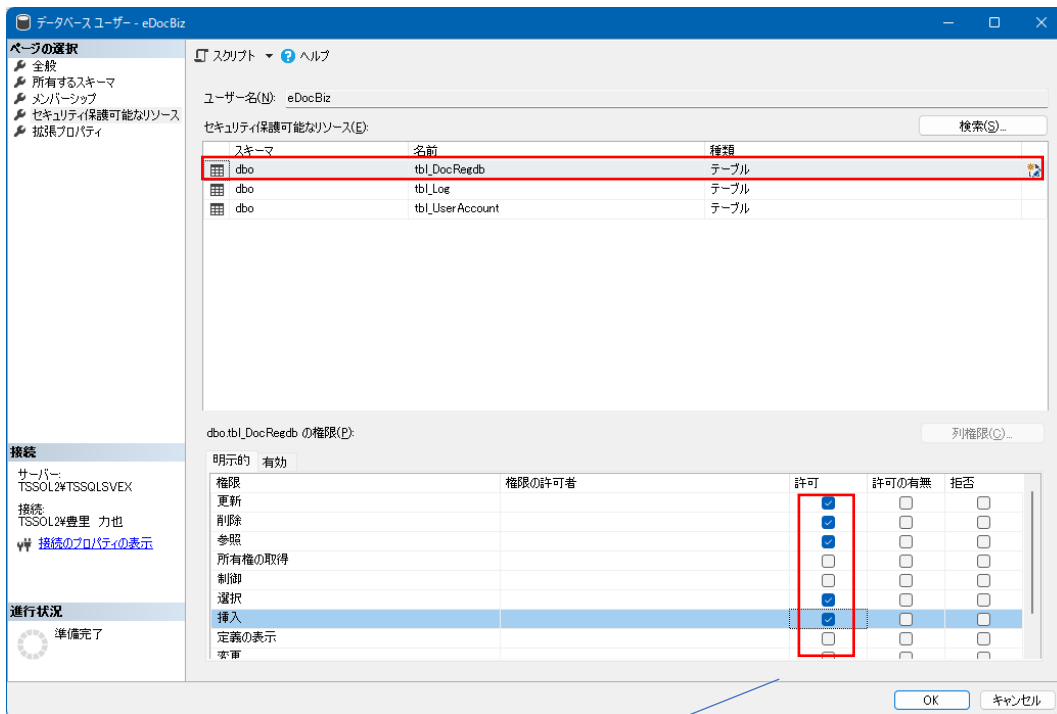 データベース ユーザー - eDocBiz
ページの選択
全般
所有するスキーマ
メンバーシップ
セキュリティ保護可能なリソース
拡張プロパティ
スクリプト ヘルプ
ユーザー名(N): eDocBiz
セキュリティ保護可能なリソース(E): 検索(S)...
スキーマ 名前 種類
dbo tbl_DocRegdb テーブル
dbo tbl_Log テーブル
dbo tbl_UserAccount テーブル
dbo.tbl_DocRegdb の権限(P): 列権限(C)...
明示的 有効
権限 権限の許可者 許可 許可の有無 拒否
更新
削除
参照
所有権の取得
制御
選択
挿入
定義の表示
変更
接続
サーバー:
TSSOL2¥TSSQLSVEX
接続:
TSSOL2¥豊里 力也
接続のプロパティの表示
進行状況
準備完了
OK キャンセル